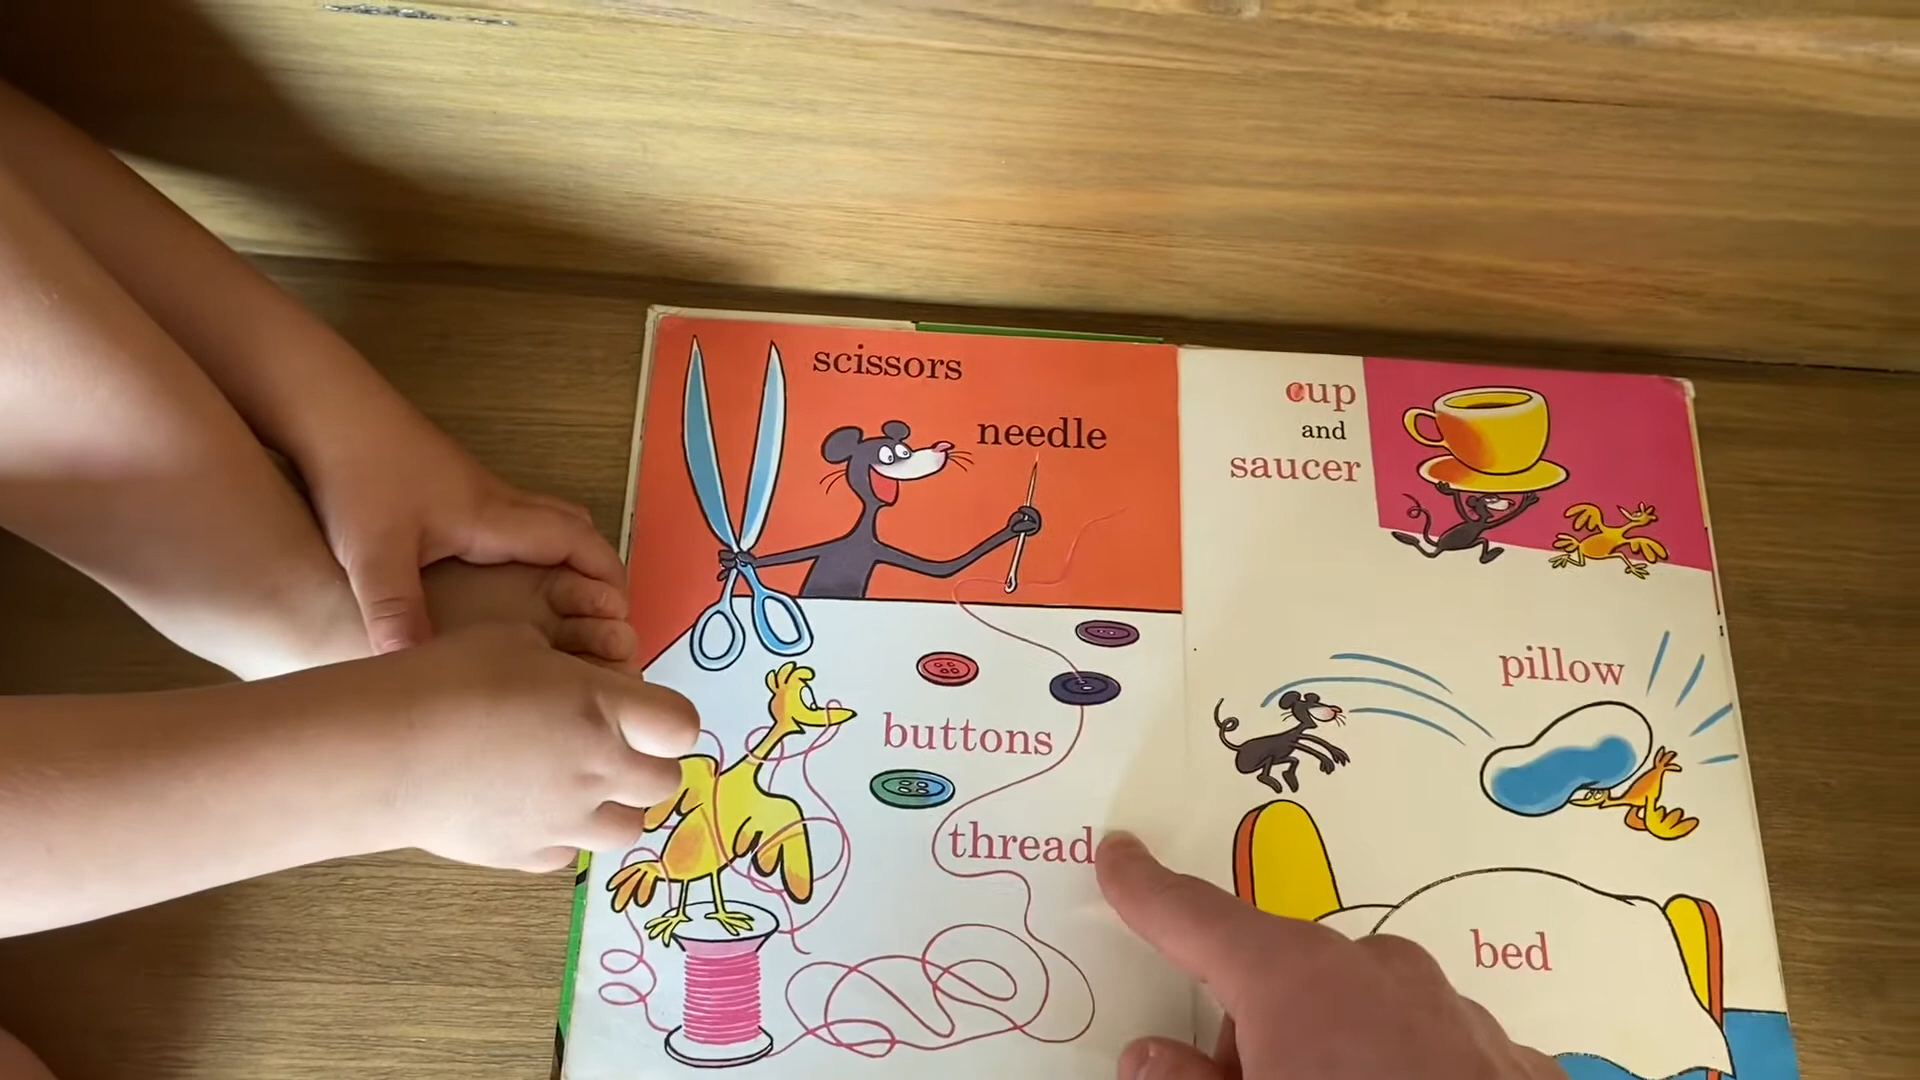 scissors
needle
buttons
thread
cup
and
saucer
pillow
bed